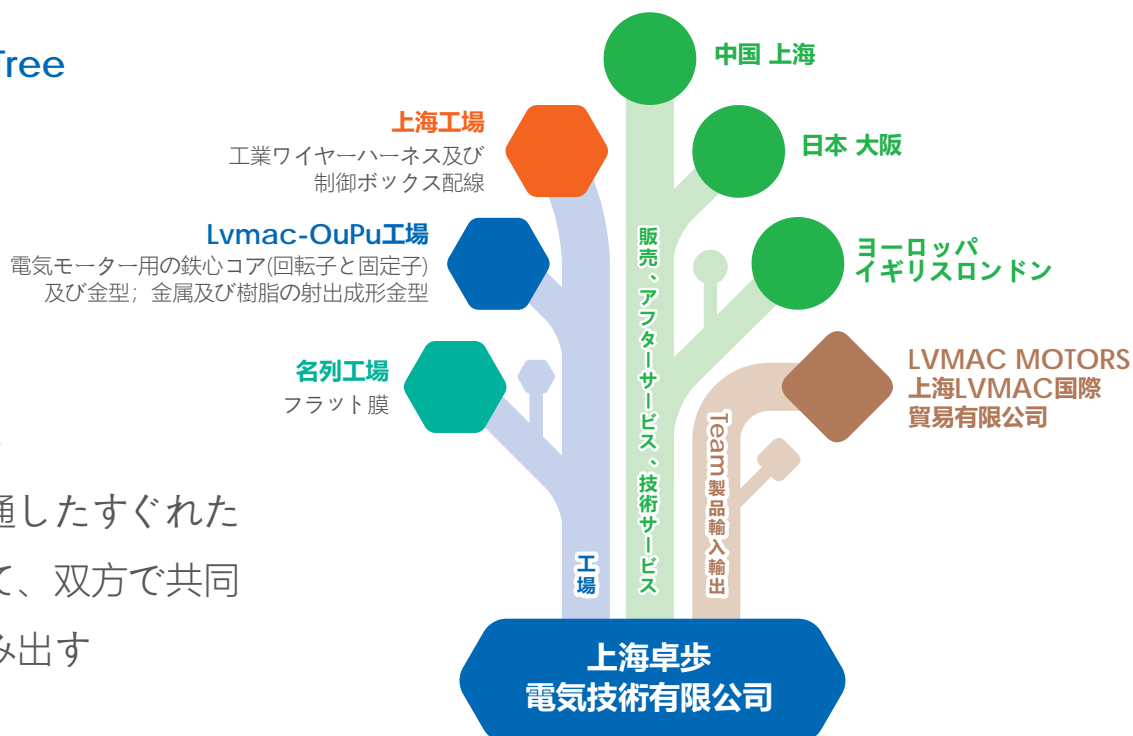 Tree
中国 上海
上海工場
工業ワイヤーハーネス及び
制御ボックス配線
日本 大阪
Lvmac-OuPu工場
電気モーター用の鉄心コア(回転子と固定子)
及び金型；金属及び樹脂の射出成形金型
ヨーロッパ
イギリスロンドン
名列工場
フラット膜
LVMAC MOTORS
上海LVMAC国際
貿易有限公司
工場
販売、アフターサービス、技術サービス
Team製品輸入輸出
通したすぐれた
て、双方で共同
み出す
上海卓歩
電気技術有限公司